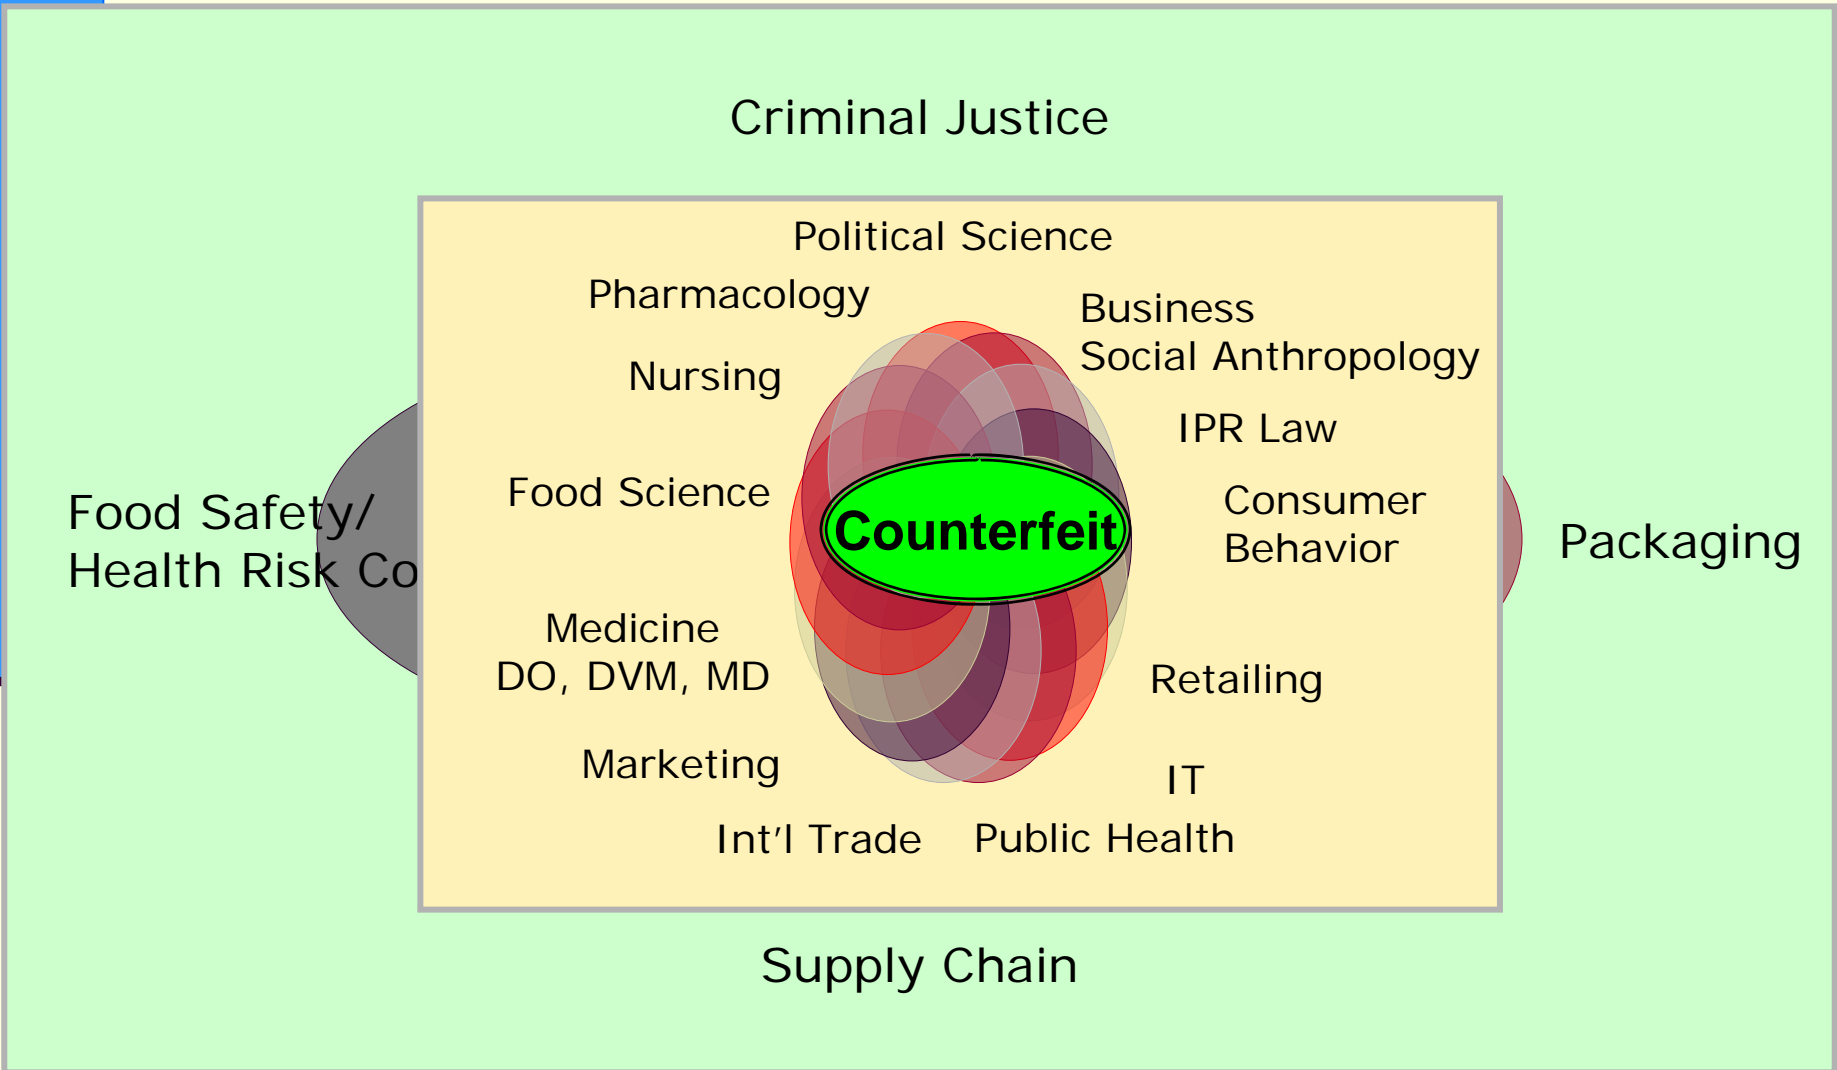 Criminal Justice
Political Science
Pharmacology
Business
Social Anthropology
Nursing
IPR Law
Food Science
Consumer
Behavior
Counterfeit
Food Safety/
Health Risk Co
Packaging
Medicine
DO, DVM, MD
Retailing
Marketing
IT
Int'l Trade
Public Health
Supply Chain